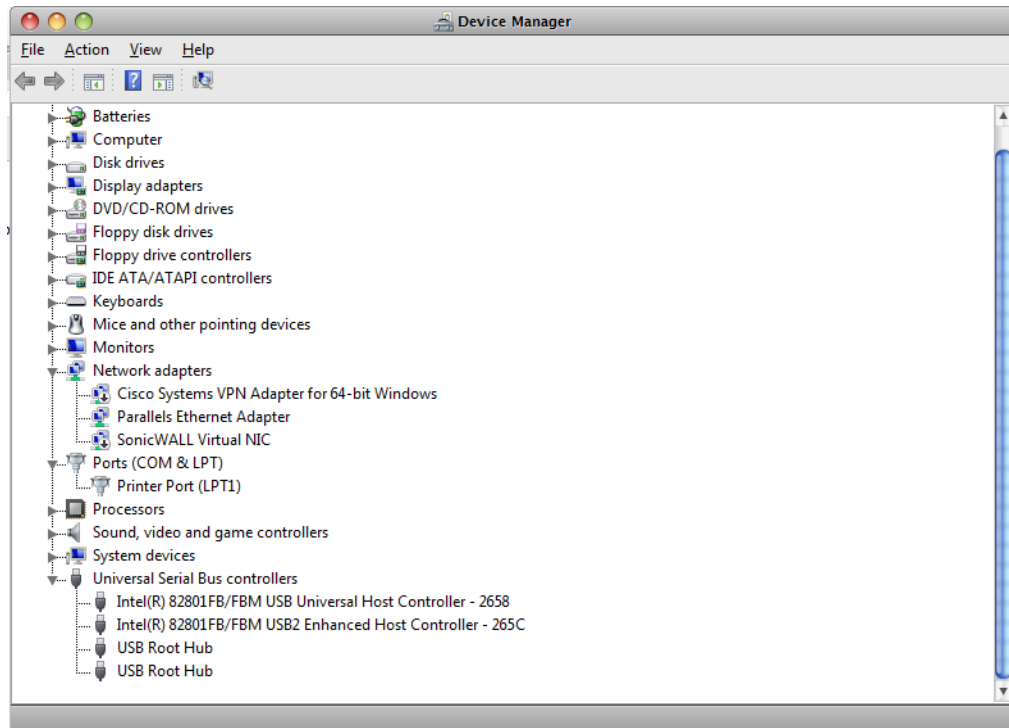 Device Manager
File Action View Help
Batteries
Computer
Disk drives
Display adapters
DVD/CD-ROM drives
Floppy disk drives
Floppy drive controllers
IDE ATA/ATAPI controllers
Keyboards
Mice and other pointing devices
Monitors
Network adapters
Cisco Systems VPN Adapter for 64-bit Windows
Parallels Ethernet Adapter
SonicWALL Virtual NIC
Ports (COM & LPT)
Printer Port (LPT1)
Processors
Sound, video and game controllers
System devices
Universal Serial Bus controllers
Intel(R) 82801FB/FBM USB Universal Host Controller - 2658
Intel(R) 82801FB/FBM USB2 Enhanced Host Controller - 265C
USB Root Hub
USB Root Hub